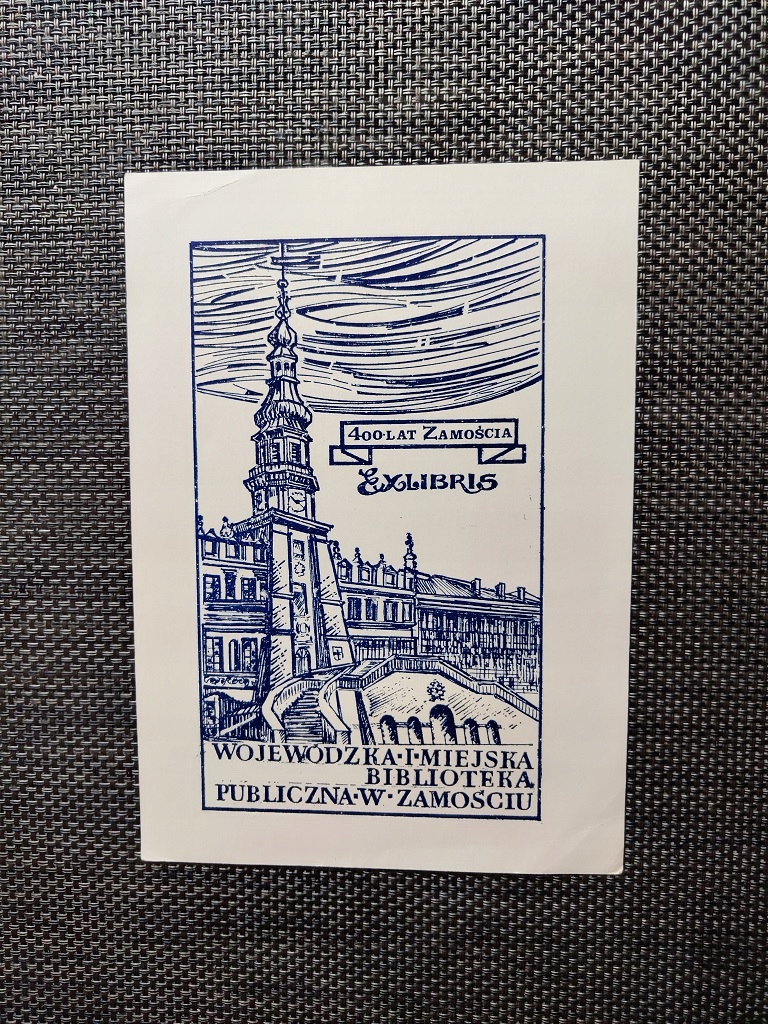 400·LAT ZAMOŚCIA
EXLIBRIS
WOJEWÓDZKA·I·MIEJSKA
BIBLIOTEKA
PUBLICZNA·W·ZAMOŚCIU